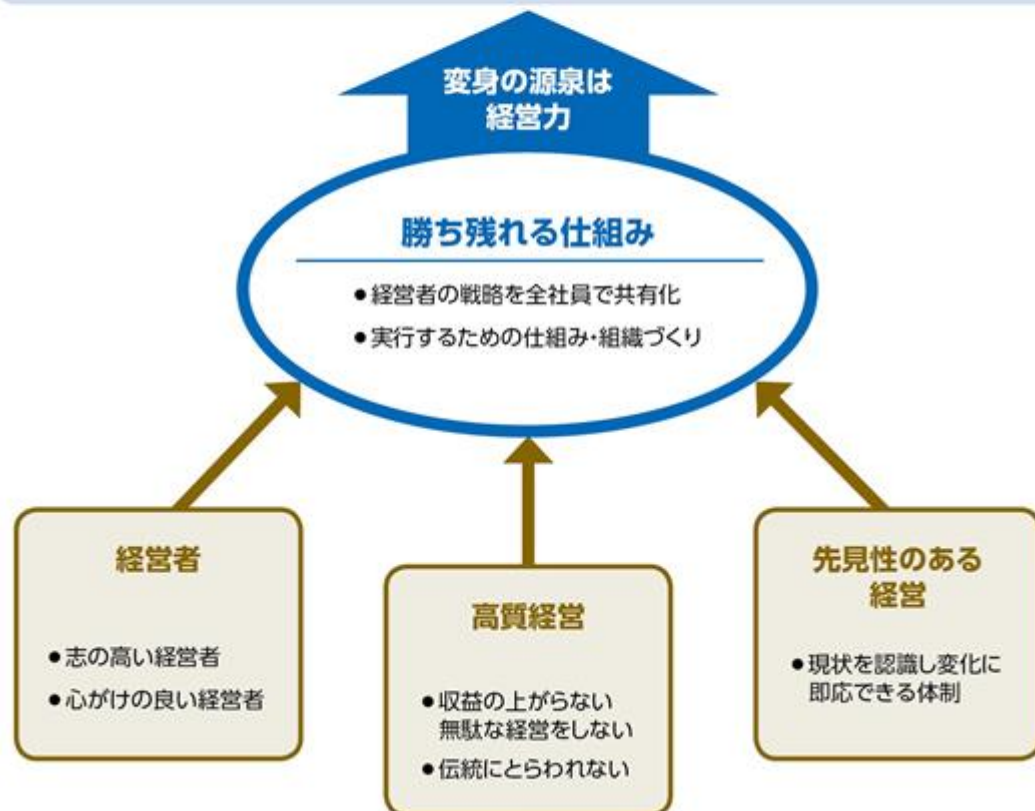 変身の源泉は
経営力
勝ち残れる仕組み
●経営者の戦略を全社員で共有化
●実行するための仕組み・組織づくり
経営者
●志の高い経営者
●心がけの良い経営者
高質経営
●収益の上がらない
無駄な経営をしない
●伝統にとらわれない
先見性のある
経営
●現状を認識し変化に
即応できる体制